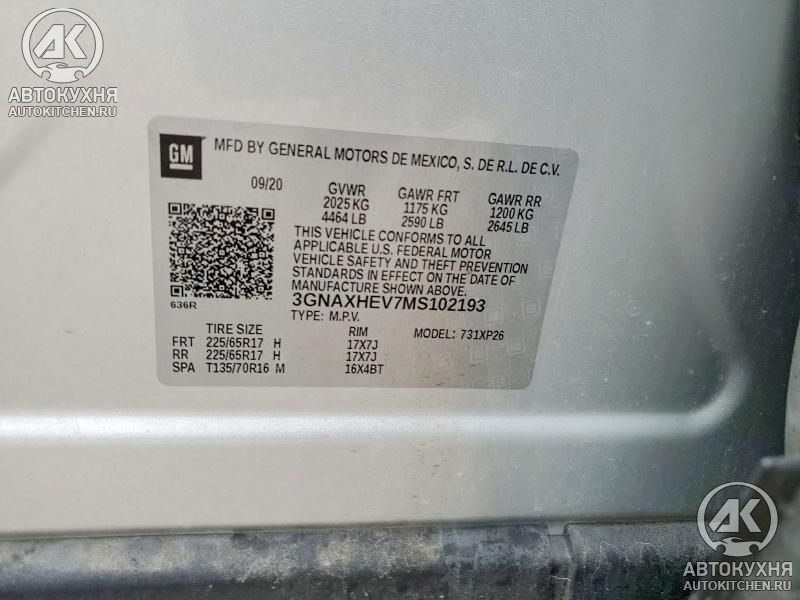 АК
АВТОКУХНЯ
AUTOKITCHEN.RU
GM
MFD BY GENERAL MOTORS DE MEXICO, S. DE R.L. DE C.V.
09/20 GVWR GAWR FRT GAWR RR
2025 KG 1175 KG 1200 KG
4464 LB 2590 LB 2645 LB
THIS VEHICLE CONFORMS TO ALL
APPLICABLE U.S. FEDERAL MOTOR
VEHICLE SAFETY AND THEFT PREVENTION
STANDARDS IN EFFECT ON THE DATE OF
MANUFACTURE SHOWN ABOVE.
636R 3GNAXHEV7MS102193
TYPE: M.P.V. MODEL: 731XP26
TIRE SIZE RIM
FRT 225/65R17 H 17X7J
RR 225/65R17 H 17X7J
SPA T135/70R16 M 16X4BT
АК
АВТОКУХНЯ
AUTOKITCHEN.RU